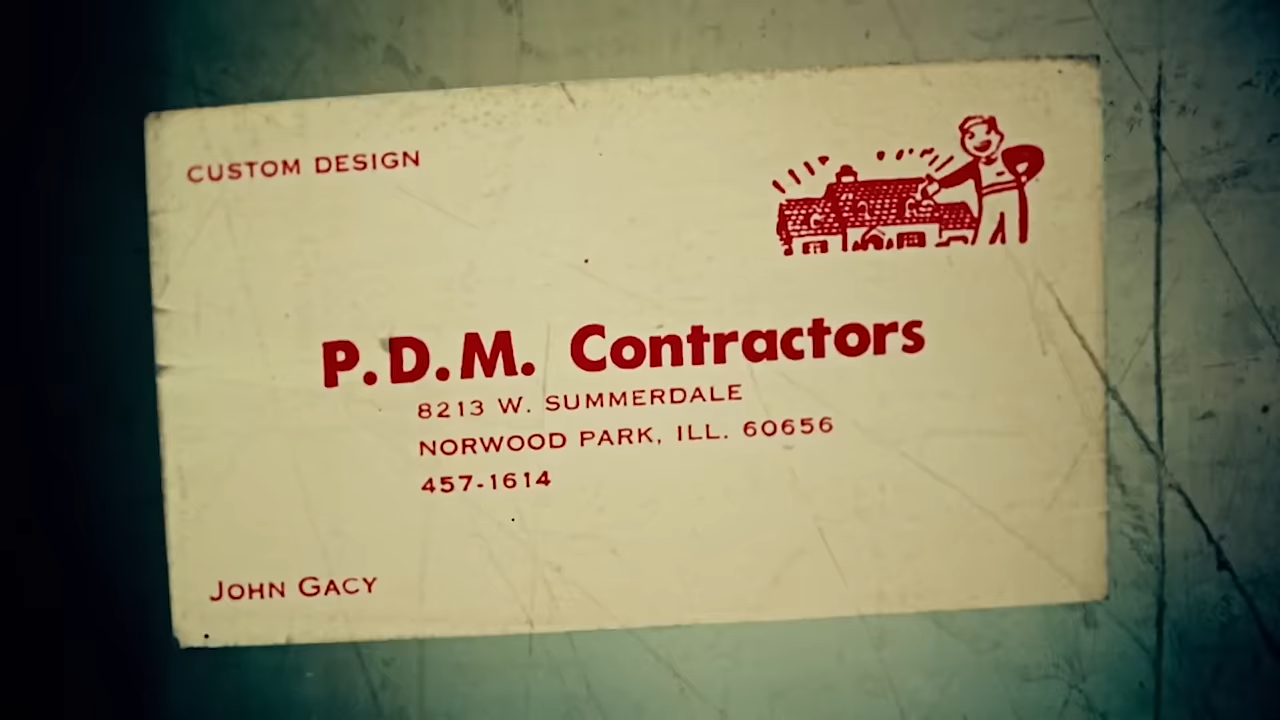 CUSTOM DESIGN
P.D.M. Contractors
8213 W. SUMMERDALE
NORWOOD PARK, ILL. 60656
457-1614
JOHN GACY